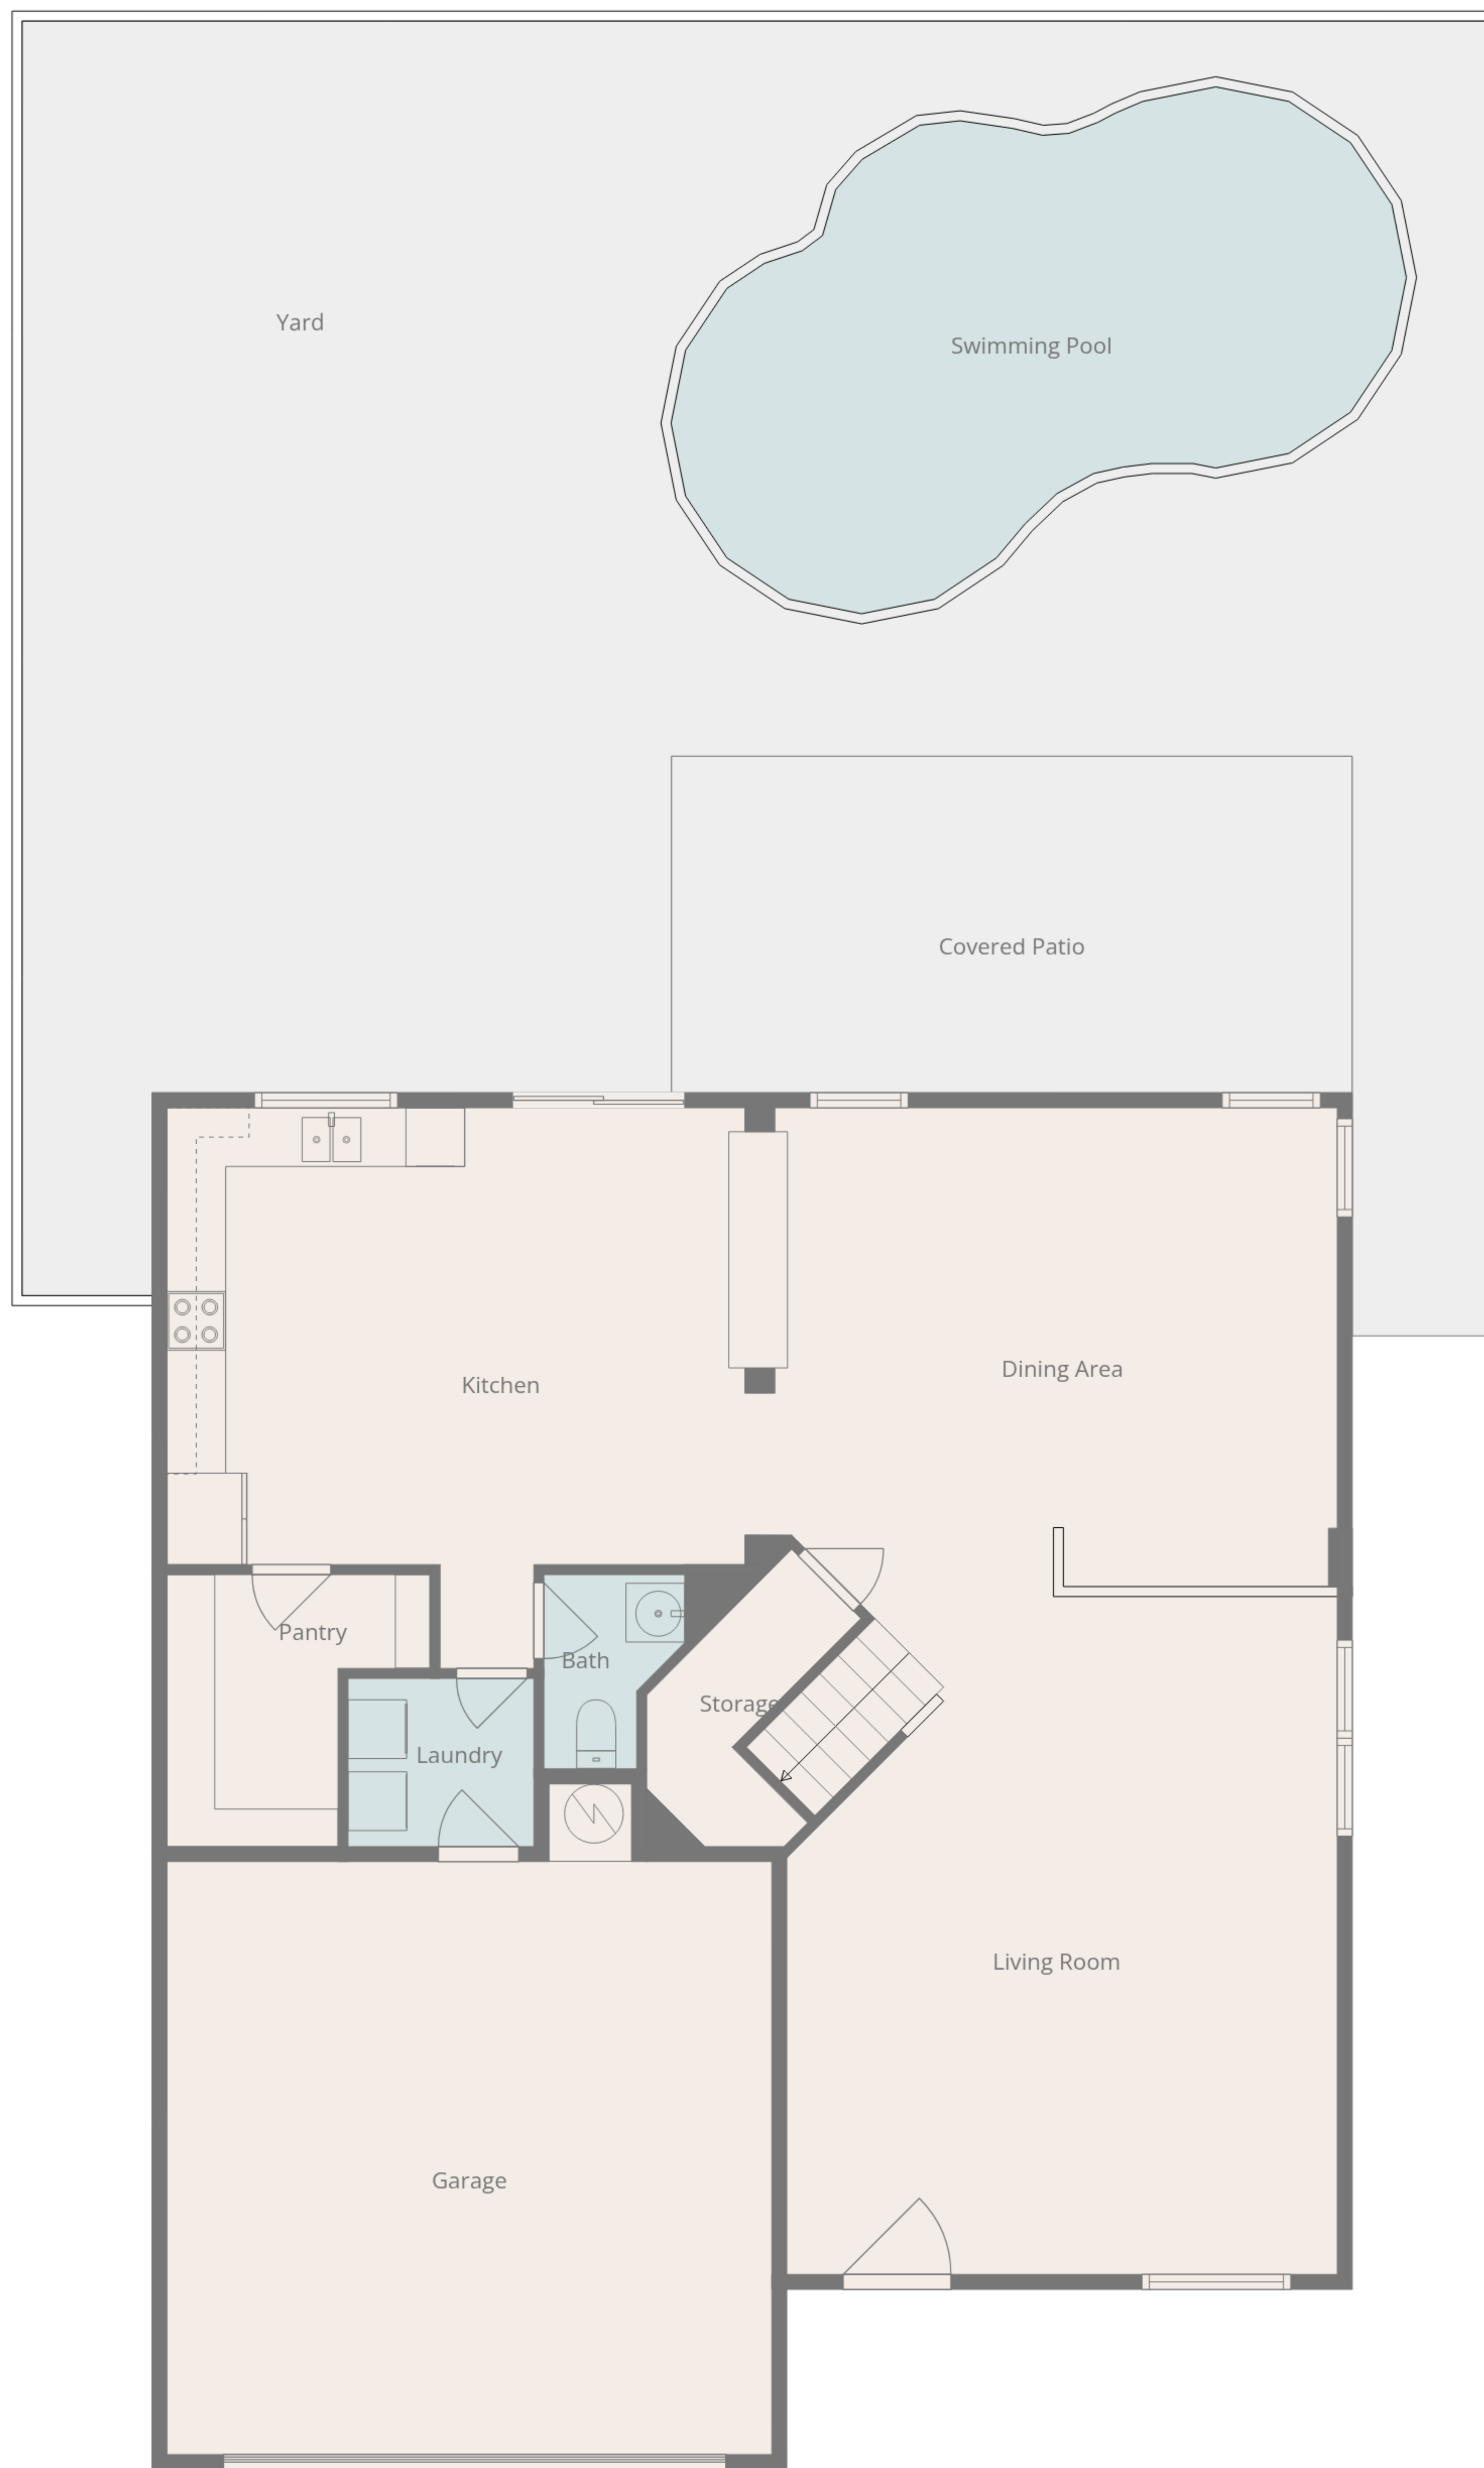 Yard
Swimming Pool
Covered Patio
Dining Area
Kitchen
Pantry
Bath
Storage
Laundry
Living Room
Garage